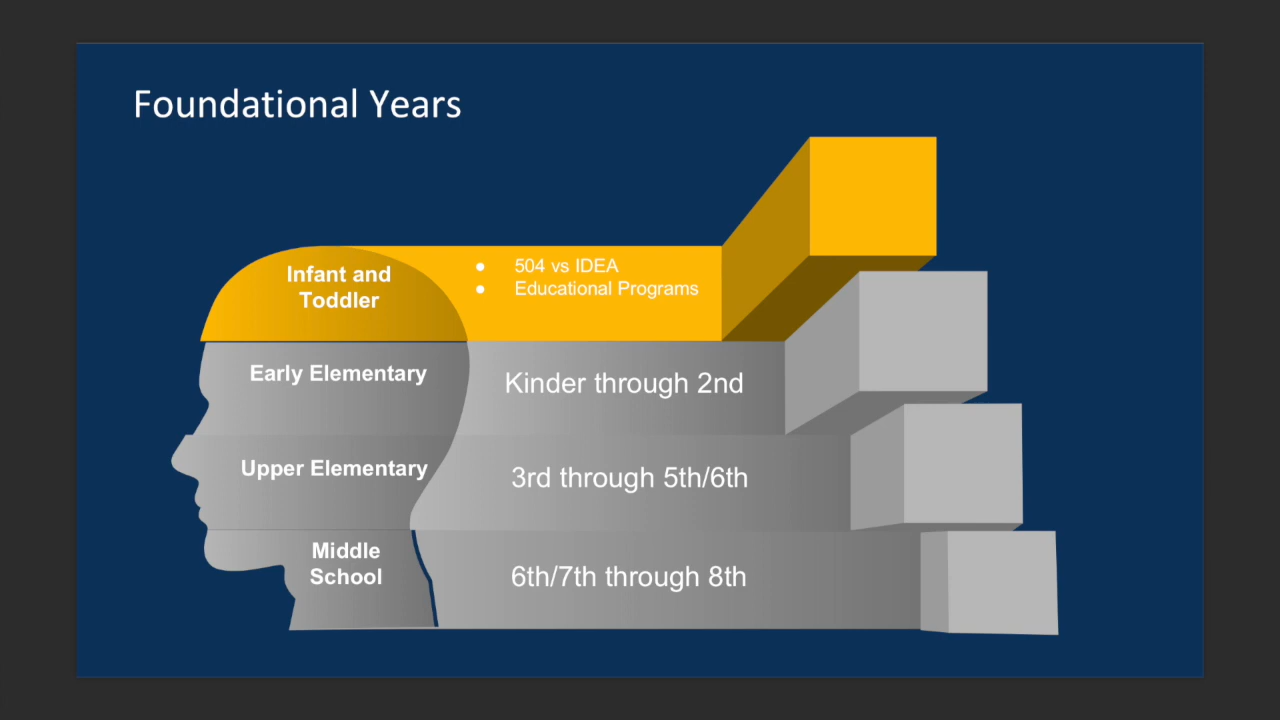 Foundational Years
Infant and
Toddler
● 504 vs IDEA
● Educational Programs
Early Elementary
Kinder through 2nd
Upper Elementary
3rd through 5th/6th
Middle
School
6th/7th through 8th